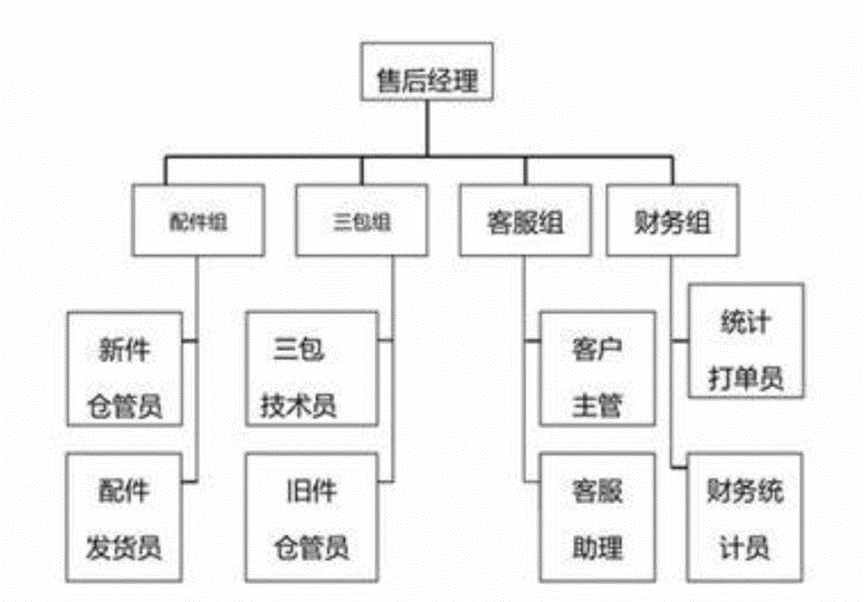 售后经理
配件组
三包组
客服组
财务组
新件
仓管员
三包
技术员
客户
主管
统计
打单员
配件
发货员
旧件
仓管员
客服
助理
财务统
计员